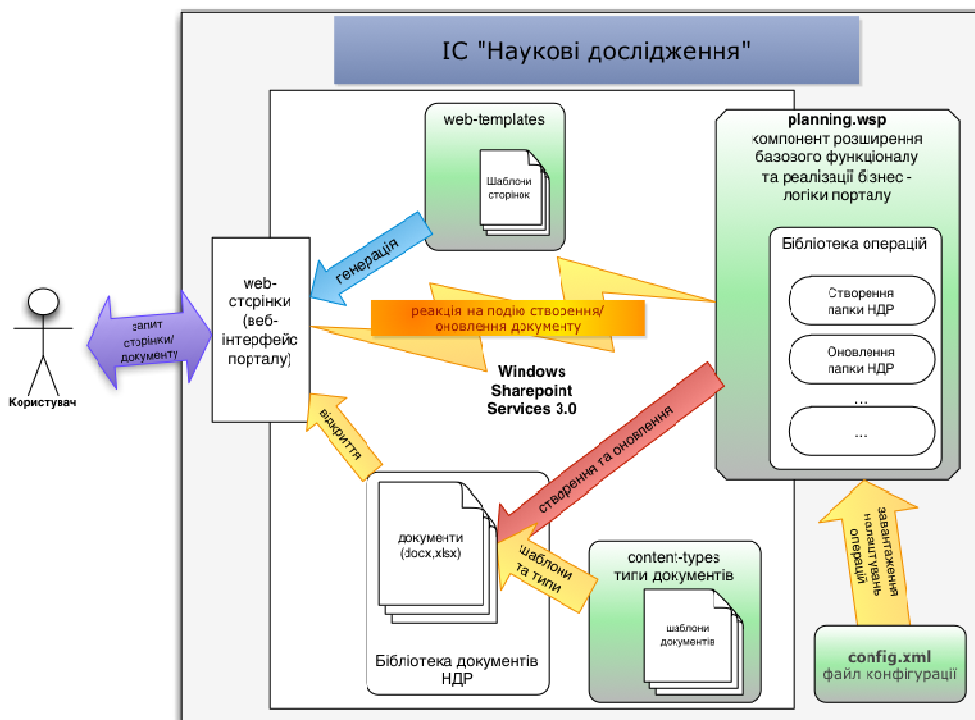 ІС "Наукові дослідження"
web-templates
Шаблони
сторінок
planning.wsp
компонент розширення
базового функціоналу
та реалізації бізнес -
логіки порталу
Бібліотека операцій
Створення
папки НДР
Оновлення
папки НДР
...
...
генерація
web-
сторінки
(веб-
інтерфейс
порталу)
реакція на подію створення/
оновлення документу
запит
сторінки/
документу
Користувач
Windows
Sharepoint
Services 3.0
відкриття
створення та оновлення
документи
(docx,xlsx)
шаблони
та типи
Бібліотека документів
НДР
content-types
типи документів
шаблони
документів
завантаження
налаштувань
операцій
config.xml
файл конфігурації